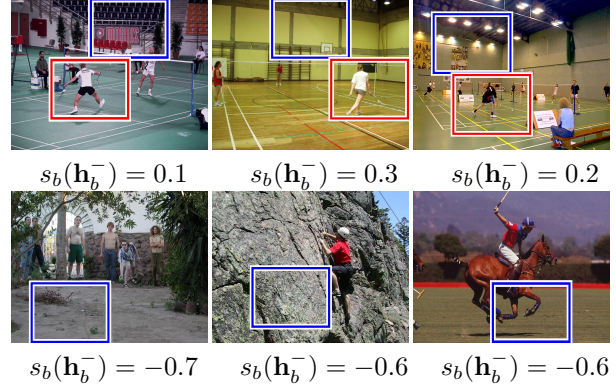 s_b(𝐡_b^−) = 0.1 s_b(𝐡_b^−) = 0.3 s_b(𝐡_b^−) = 0.2
s_b(𝐡_b^−) = −0.7 s_b(𝐡_b^−) = −0.6 s_b(𝐡_b^−) = −0.6